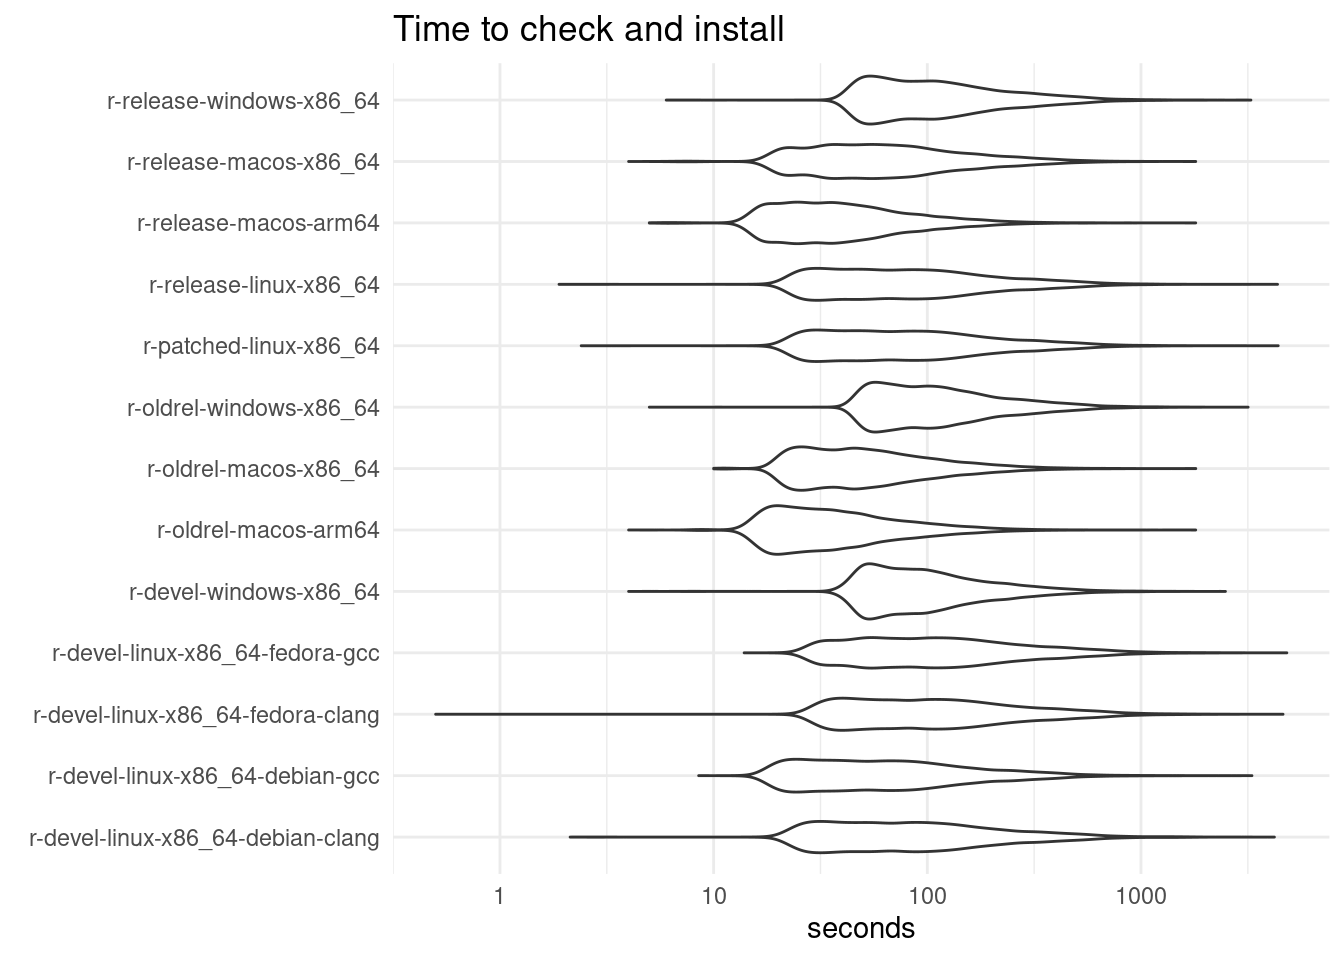 Time to check and install
r-release-windows-x86_64
r-release-macos-x86_64
r-release-macos-arm64
r-release-linux-x86_64
r-patched-linux-x86_64
r-oldrel-windows-x86_64
r-oldrel-macos-x86_64
r-oldrel-macos-arm64
r-devel-windows-x86_64
r-devel-linux-x86_64-fedora-gcc
r-devel-linux-x86_64-fedora-clang
r-devel-linux-x86_64-debian-gcc
r-devel-linux-x86_64-debian-clang
1 10 100 1000
seconds